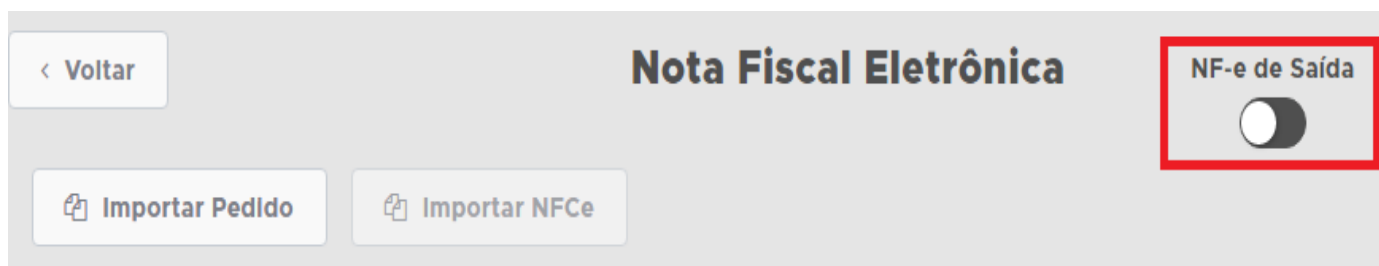 Voltar
Nota Fiscal Eletrônica
NF-e de Saída
Importar Pedido
Importar NFCe